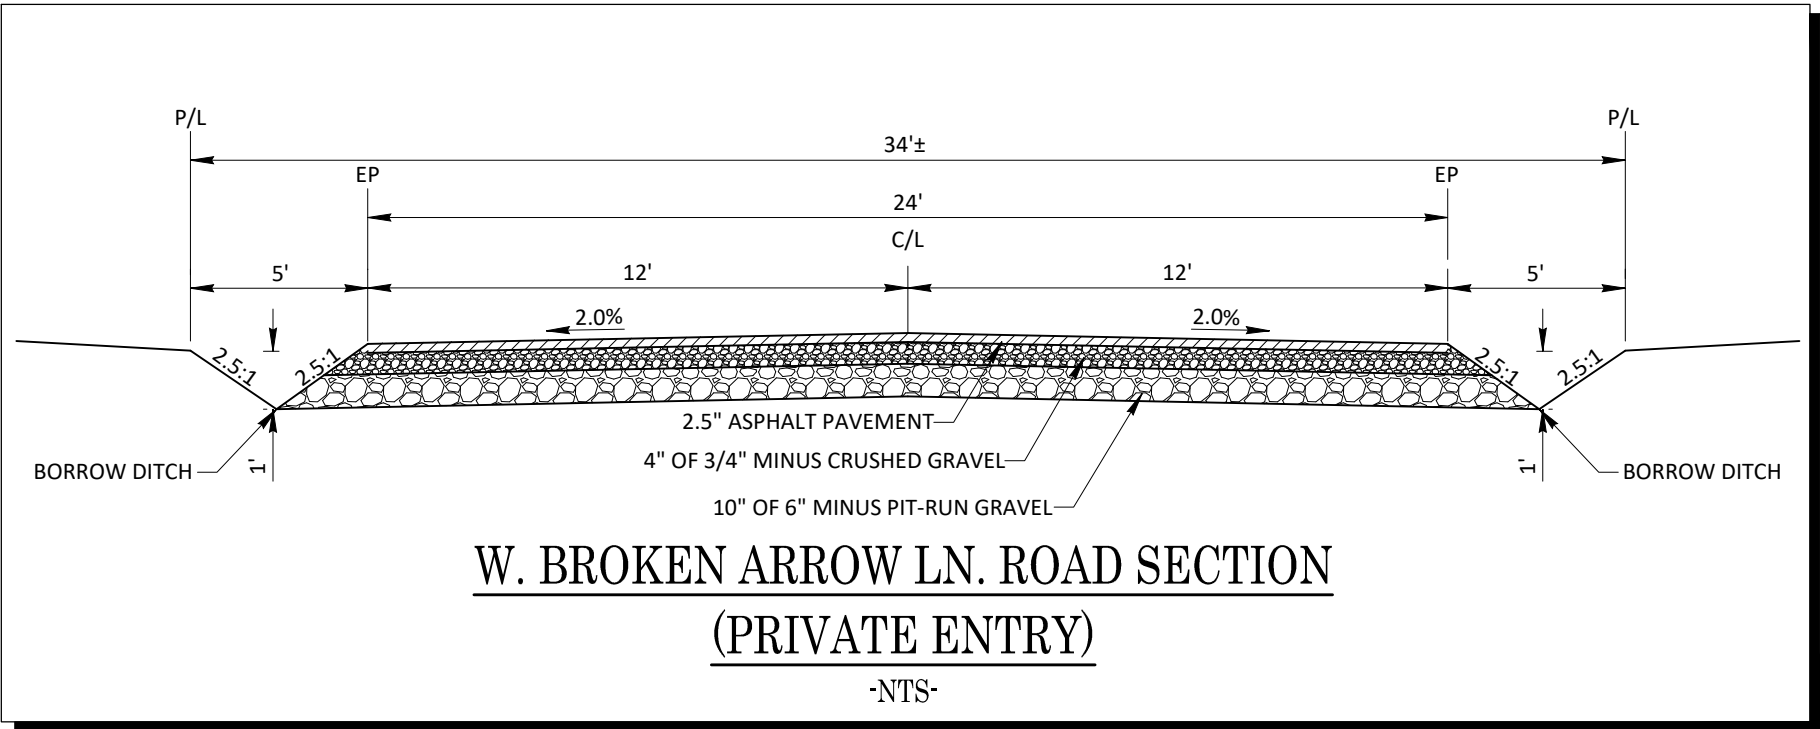 P/L
P/L
34'±
EP
EP
24'
C/L
5'
12'
12'
5'
2.0%
2.0%
2.5:1
2.5:1
2.5:1
2.5:1
2.5" ASPHALT PAVEMENT
4" OF 3/4" MINUS CRUSHED GRAVEL
BORROW DITCH
1'
1'
BORROW DITCH
10" OF 6" MINUS PIT-RUN GRAVEL
W. BROKEN ARROW LN. ROAD SECTION
(PRIVATE ENTRY)
-NTS-